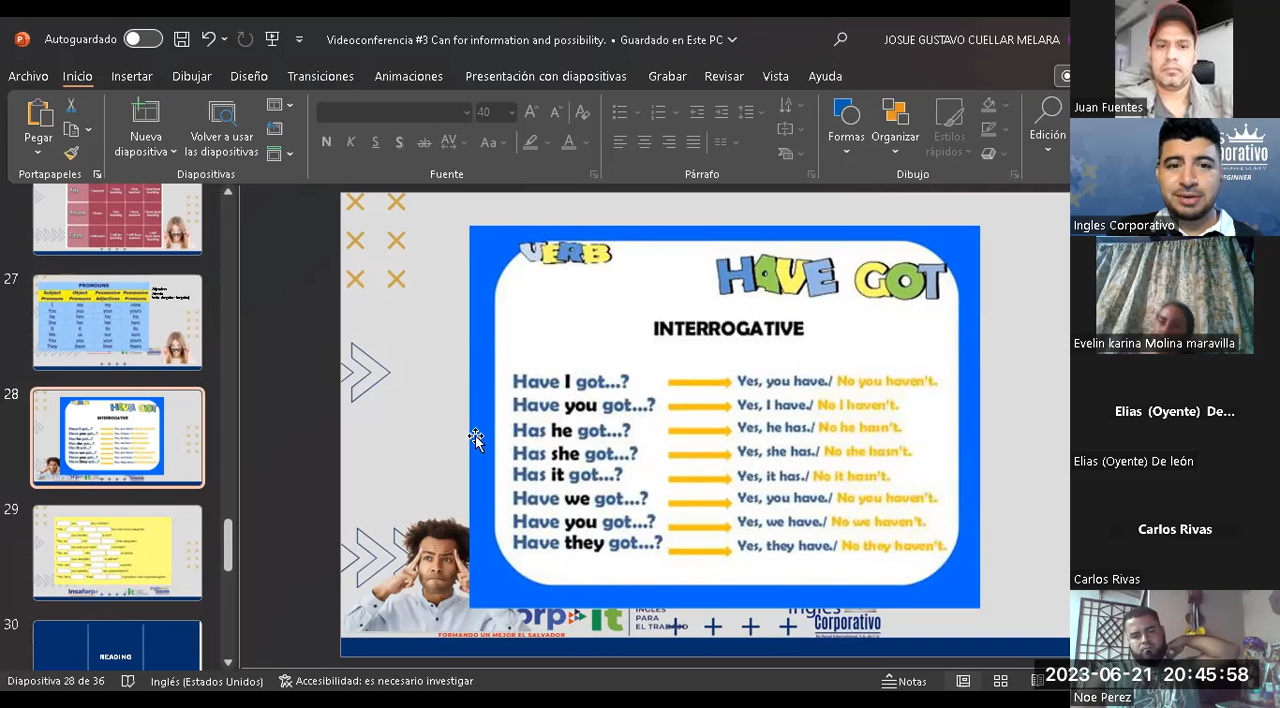 Autoguardado
Videoconferencia #3 Can for information and possibility. • Guardado en Este PC
JOSUE GUSTAVO CUELLAR MELARA
Archivo Inicio Insertar Dibujar Diseño Transiciones Animaciones Presentación con diapositivas Grabar Revisar Vista Ayuda
40
Pegar
Nueva diapositiva
Volver a usar las diapositivas
N K S S ab AV Aa A
Formas Organizar Estilos rápidos Edición
Portapapeles Diapositivas Fuente Párrafo Dibujo
27
PRONOUNS
28
29
30
READING
VERB
HAVE GOT
INTERROGATIVE
Have I got...? Yes, you have./ No you haven't.
Have you got...? Yes, I have./ No I haven't.
Has he got...? Yes, he has./ No he hasn't.
Has she got...? Yes, she has./ No she hasn't.
Has it got...? Yes, it has./ No it hasn't.
Have we got...? Yes, you have./ No you haven't.
Have you got...? Yes, we have./ No we haven't.
Have they got...? Yes, they have./ No they haven't.
INGLÉS
PARA
EL TRABAJO
Ingles
Corporativo
FORMANDO UN MEJOR EL SALVADOR
Diapositiva 28 de 36 Inglés (Estados Unidos) Accesibilidad: es necesario investigar Notas
Juan Fuentes
Ingles Corporativo
Evelin karina Molina maravilla
Elias (Oyente) De...
Elias (Oyente) De león
Carlos Rivas
Carlos Rivas
2023-06-21 20:45:58
Noe Perez